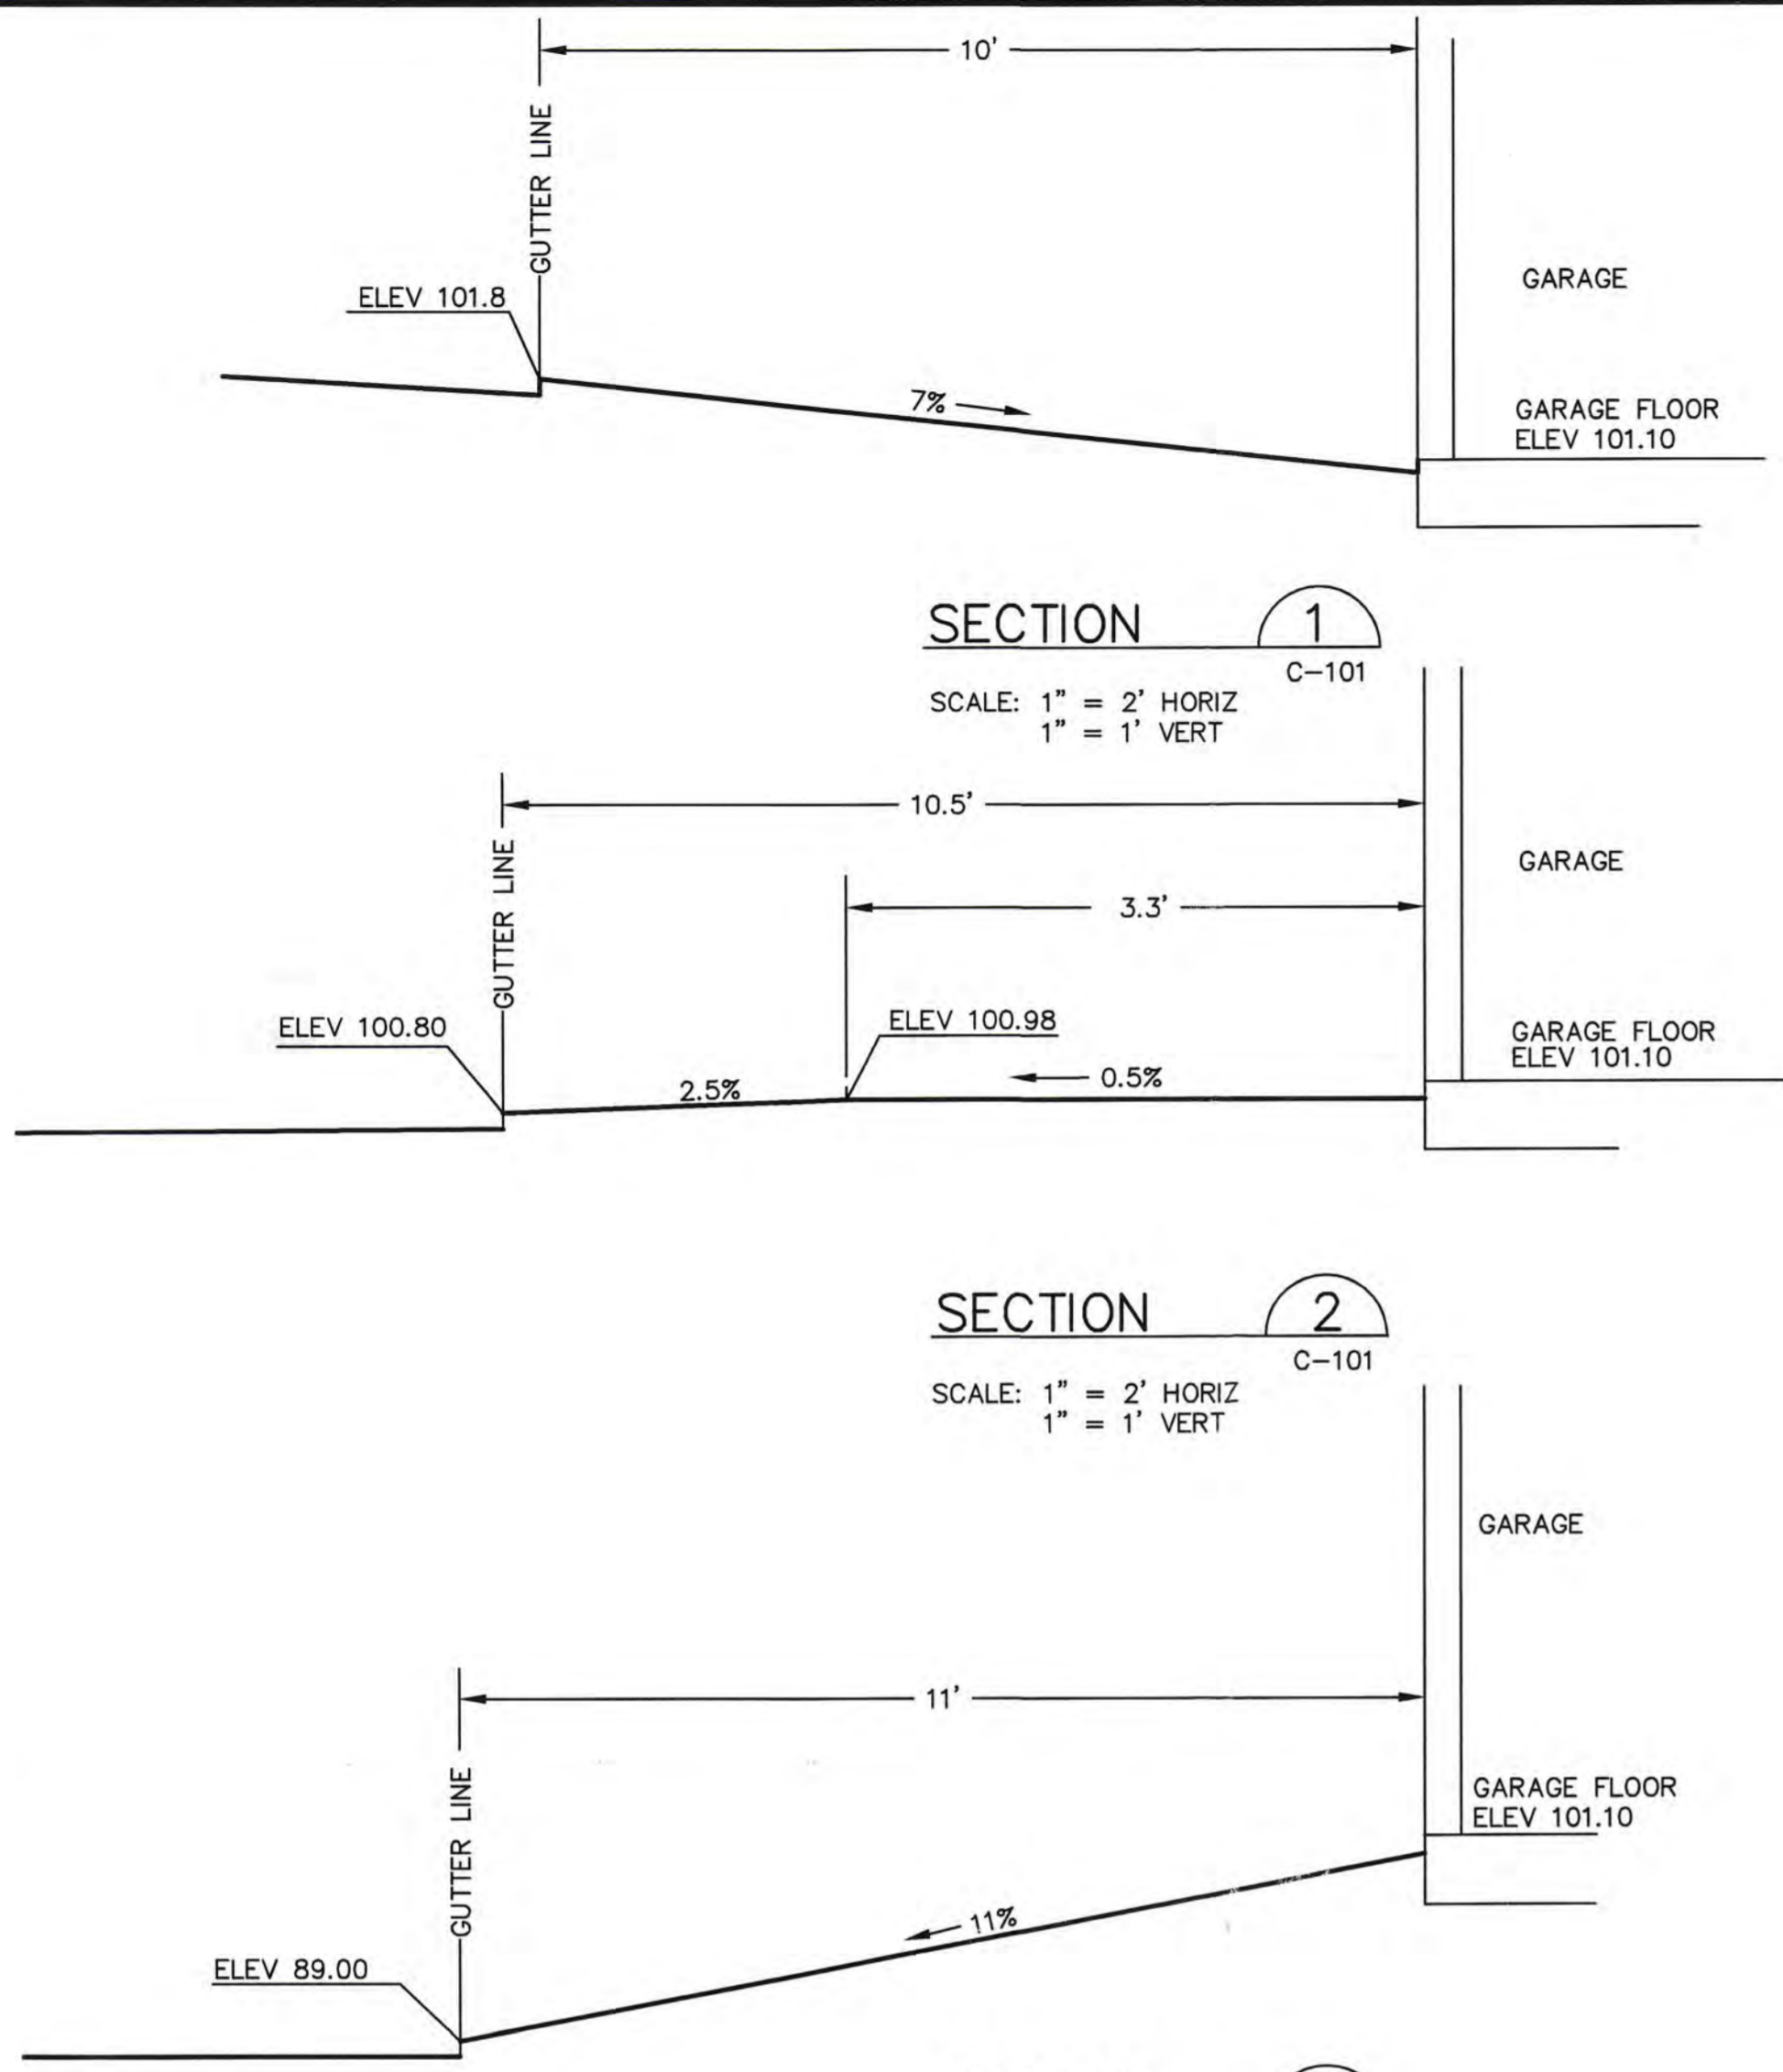 10'
GUTTER LINE
ELEV 101.8
GARAGE
7%
GARAGE FLOOR
ELEV 101.10
SECTION 1
C-101
SCALE: 1" = 2' HORIZ
1" = 1' VERT
10.5'
GUTTER LINE
GARAGE
3.3'
ELEV 100.80
ELEV 100.98
GARAGE FLOOR
ELEV 101.10
2.5%
0.5%
SECTION 2
C-101
SCALE: 1" = 2' HORIZ
1" = 1' VERT
GARAGE
11'
GUTTER LINE
GARAGE FLOOR
ELEV 101.10
11%
ELEV 89.00